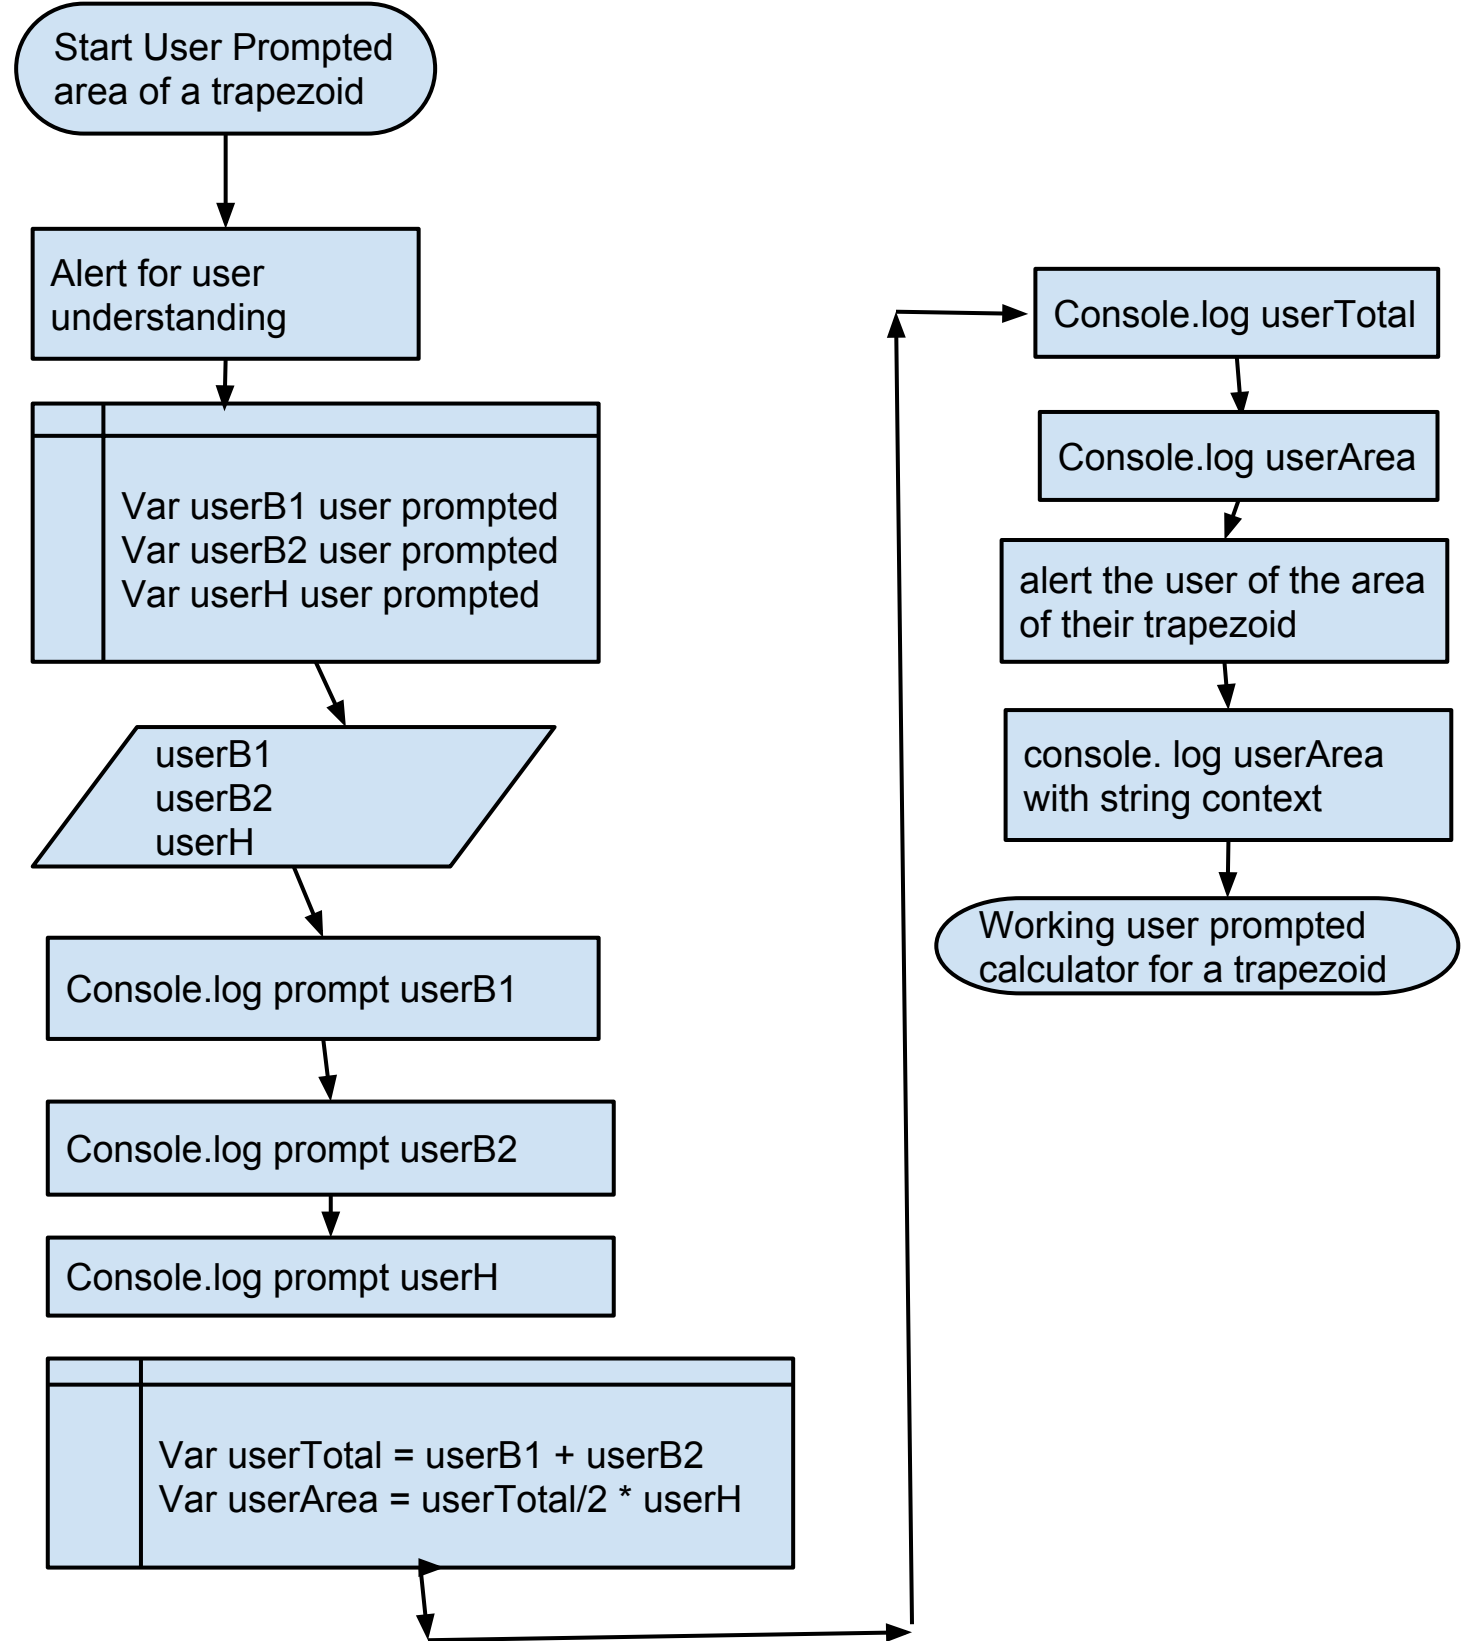 Start User Prompted
area of a trapezoid
Alert for user
understanding
Var userB1 user prompted
Var userB2 user prompted
Var userH user prompted
userB1
userB2
userH
Console.log prompt userB1
Console.log prompt userB2
Console.log prompt userH
Var userTotal = userB1 + userB2
Var userArea = userTotal/2 * userH
Console.log userTotal
Console.log userArea
alert the user of the area
of their trapezoid
console. log userArea
with string context
Working user prompted
calculator for a trapezoid